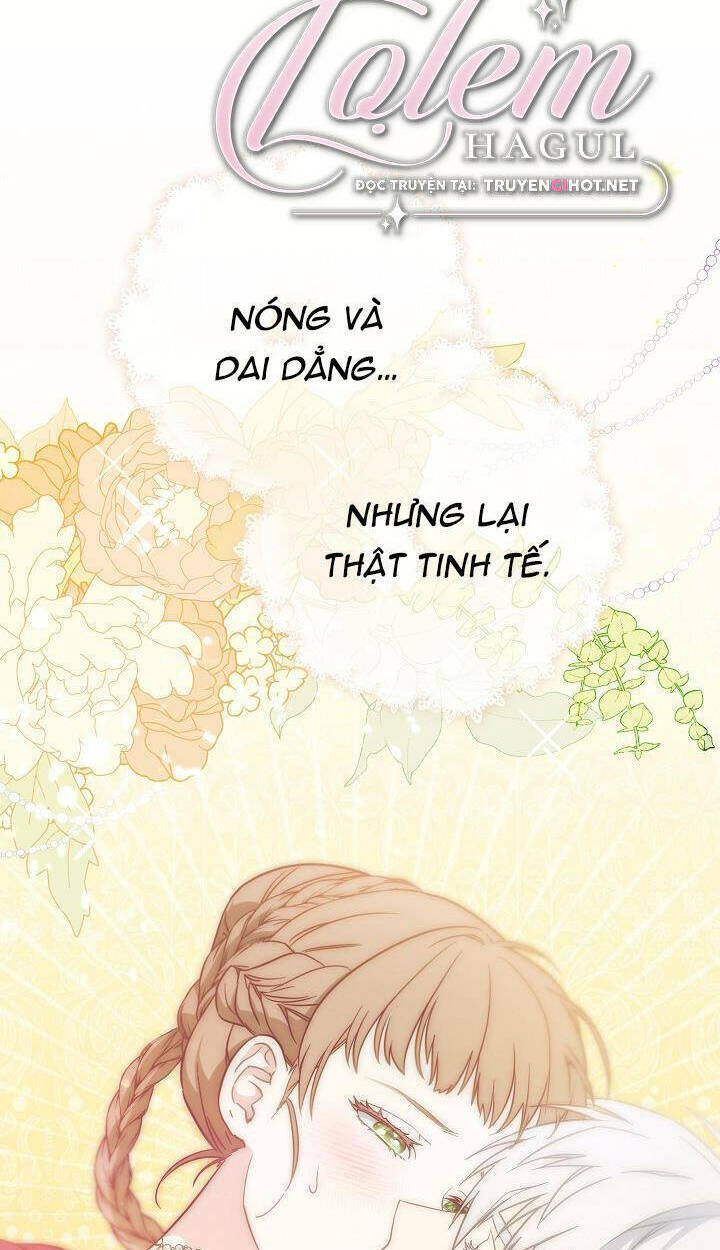 Lọlem
HAGUL
ĐỌC TRUYỆN TẠI: TRUYENGIHOT.NET
NÓNG VÀ
DAI DẲNG...
NHƯNG LẠI
THẬT TINH TẾ.